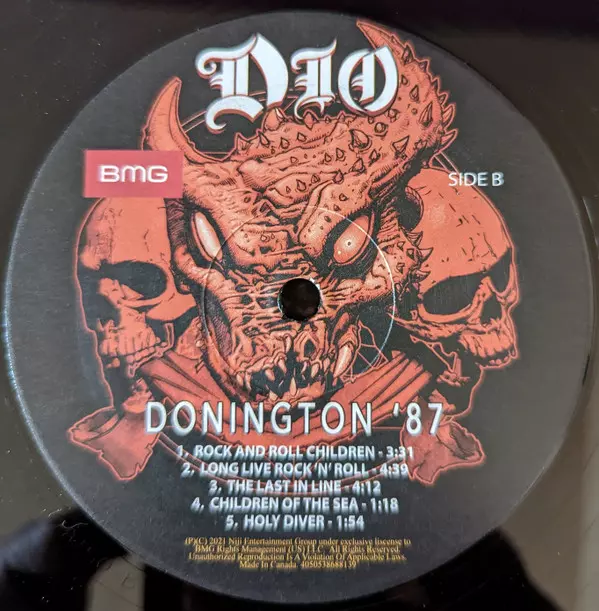 DIO
BMG
SIDE B
DONINGTON '87
1, ROCK AND ROLL CHILDREN - 3:31
2. LONG LIVE ROCK 'N' ROLL - 4:39
3. THE LAST IN LINE - 4:12
4. CHILDREN OF THE SEA - 1:18
5. HOLY DIVER - 1:54
(P)(C) 2021 Niji Entertainment Group under exclusive license to
BMG Rights Management (US) LLC. All Rights Reserved.
Unauthorized Reproduction Is A Violation Of Applicable Laws.
Made In Canada. 4050538688139